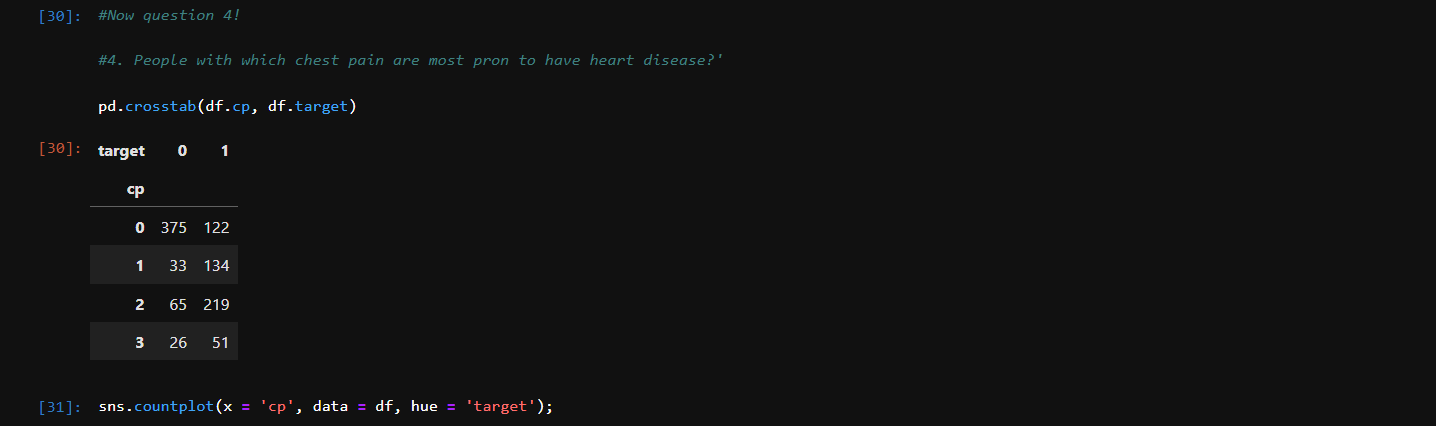 [30]: #Now question 4!
#4. People with which chest pain are most pron to have heart disease?'
pd.crosstab(df.cp, df.target)
[30]: target 0 1
cp
0 375 122
1 33 134
2 65 219
3 26 51
[31]: sns.countplot(x = 'cp', data = df, hue = 'target');